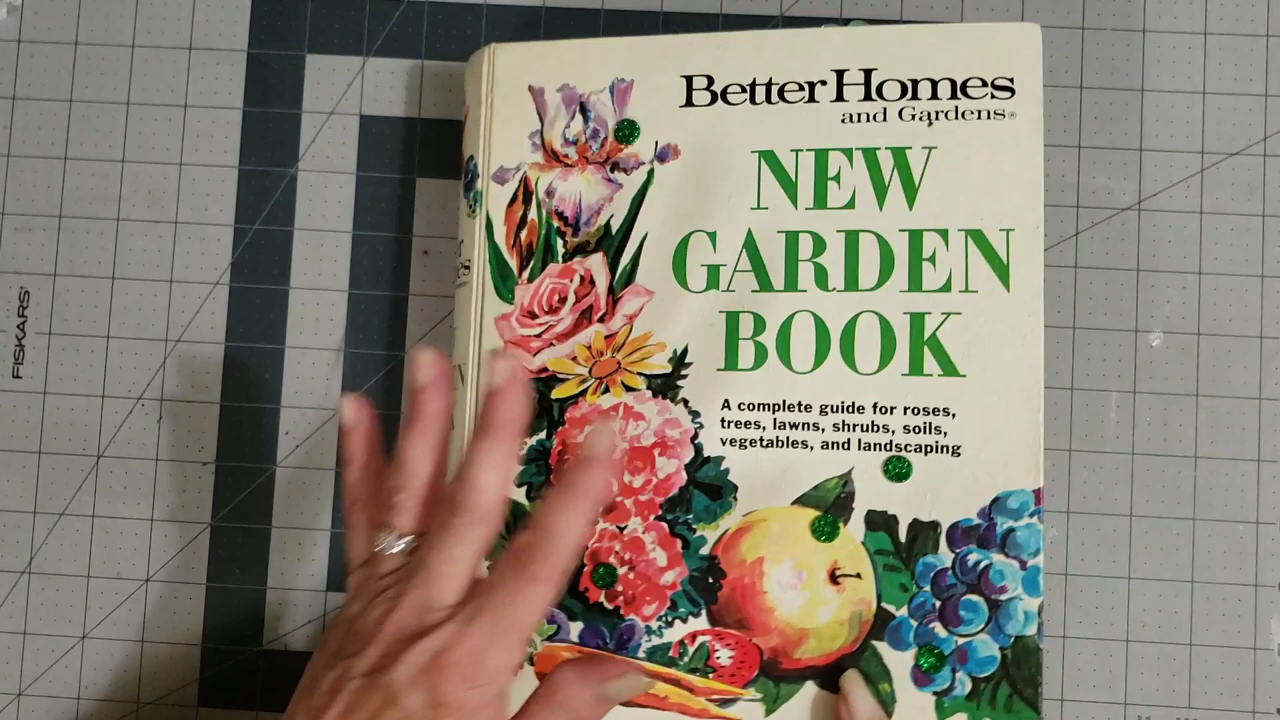 Better Homes
and Gardens®
NEW
GARDEN
BOOK
A complete guide for roses,
trees, lawns, shrubs, soils,
vegetables, and landscaping
FISKARS®